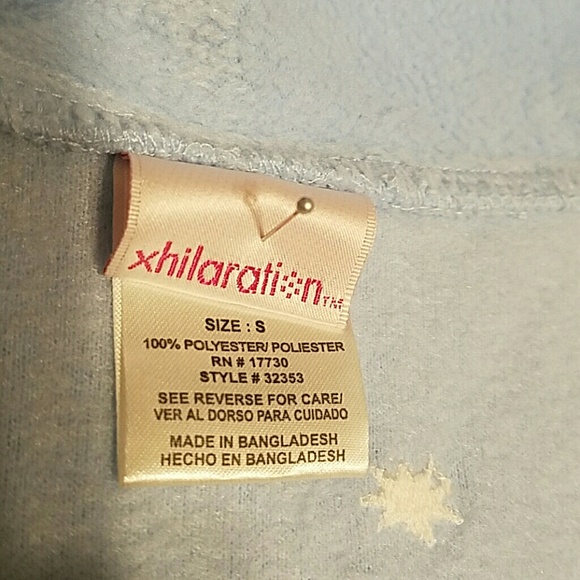 xhilaration™
SIZE : S
100% POLYESTER/ POLIESTER
RN # 17730
STYLE # 32353
SEE REVERSE FOR CARE/
VER AL DORSO PARA CUIDADO
MADE IN BANGLADESH
HECHO EN BANGLADESH